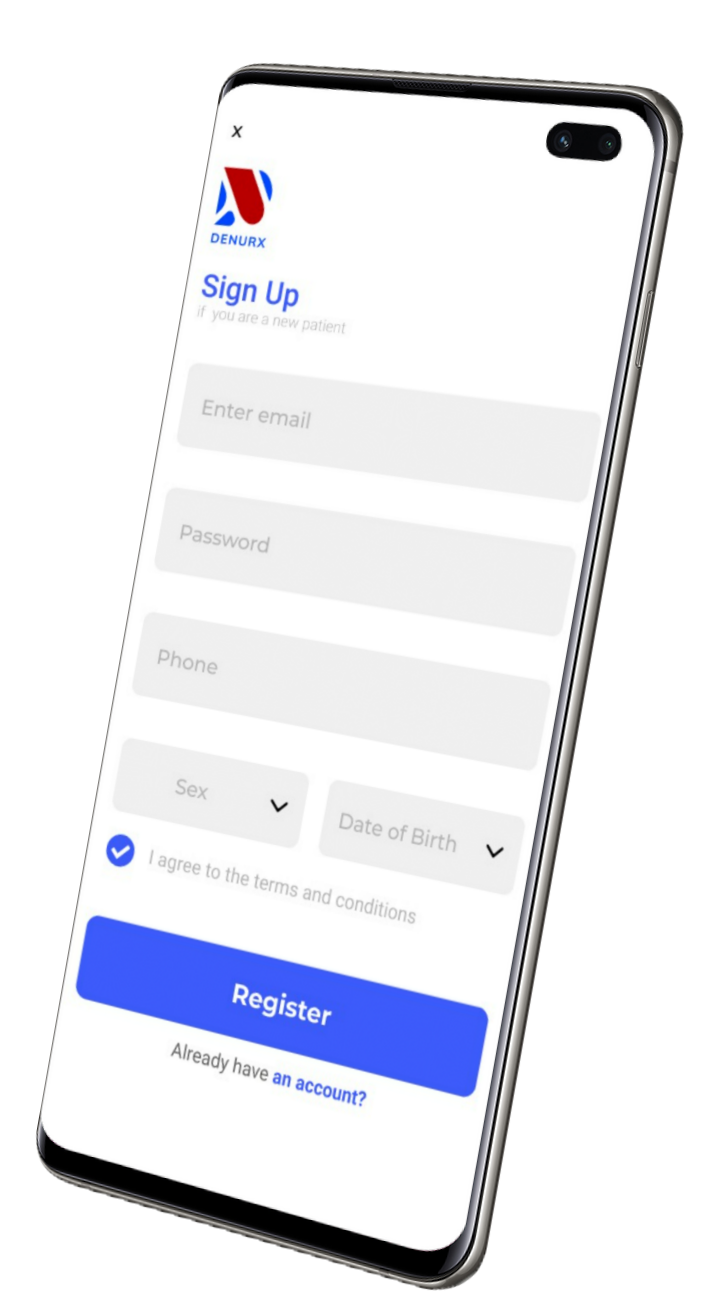 x
DENURX
Sign Up
if you are a new patient
Enter email
Password
Phone
Sex
Date of Birth
I agree to the terms and conditions
Register
Already have an account?